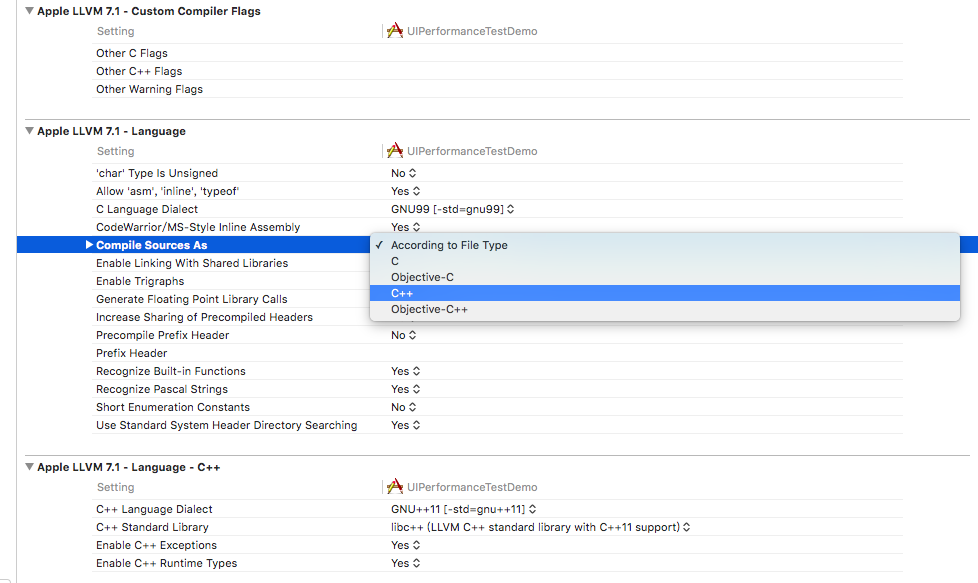 Apple LLVM 7.1 - Custom Compiler Flags
Setting UIPerformanceTestDemo
Other C Flags
Other C++ Flags
Other Warning Flags
Apple LLVM 7.1 - Language
Setting UIPerformanceTestDemo
'char' Type Is Unsigned No
Allow 'asm', 'inline', 'typeof' Yes
C Language Dialect GNU99 [-std=gnu99]
CodeWarrior/MS-Style Inline Assembly Yes
Compile Sources As ✓ According to File Type
C
Enable Linking With Shared Libraries
Objective-C
Enable Trigraphs
C++
Generate Floating Point Library Calls
Objective-C++
Increase Sharing of Precompiled Headers
Precompile Prefix Header No
Prefix Header
Recognize Built-in Functions Yes
Recognize Pascal Strings Yes
Short Enumeration Constants No
Use Standard System Header Directory Searching Yes
Apple LLVM 7.1 - Language - C++
Setting UIPerformanceTestDemo
C++ Language Dialect GNU++11 [-std=gnu++11]
C++ Standard Library libc++ (LLVM C++ standard library with C++11 support)
Enable C++ Exceptions Yes
Enable C++ Runtime Types Yes